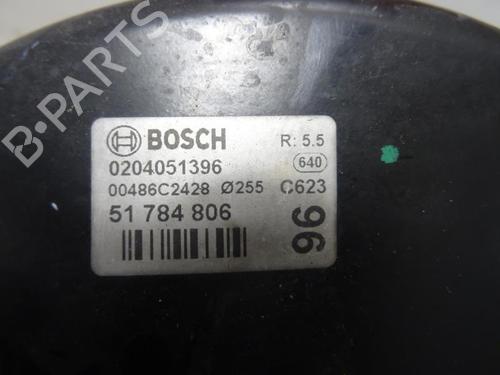 B-PARTS
BOSCH R: 5.5
0204051396 640
00486C2428 Ø255 C623
51 784 806
96